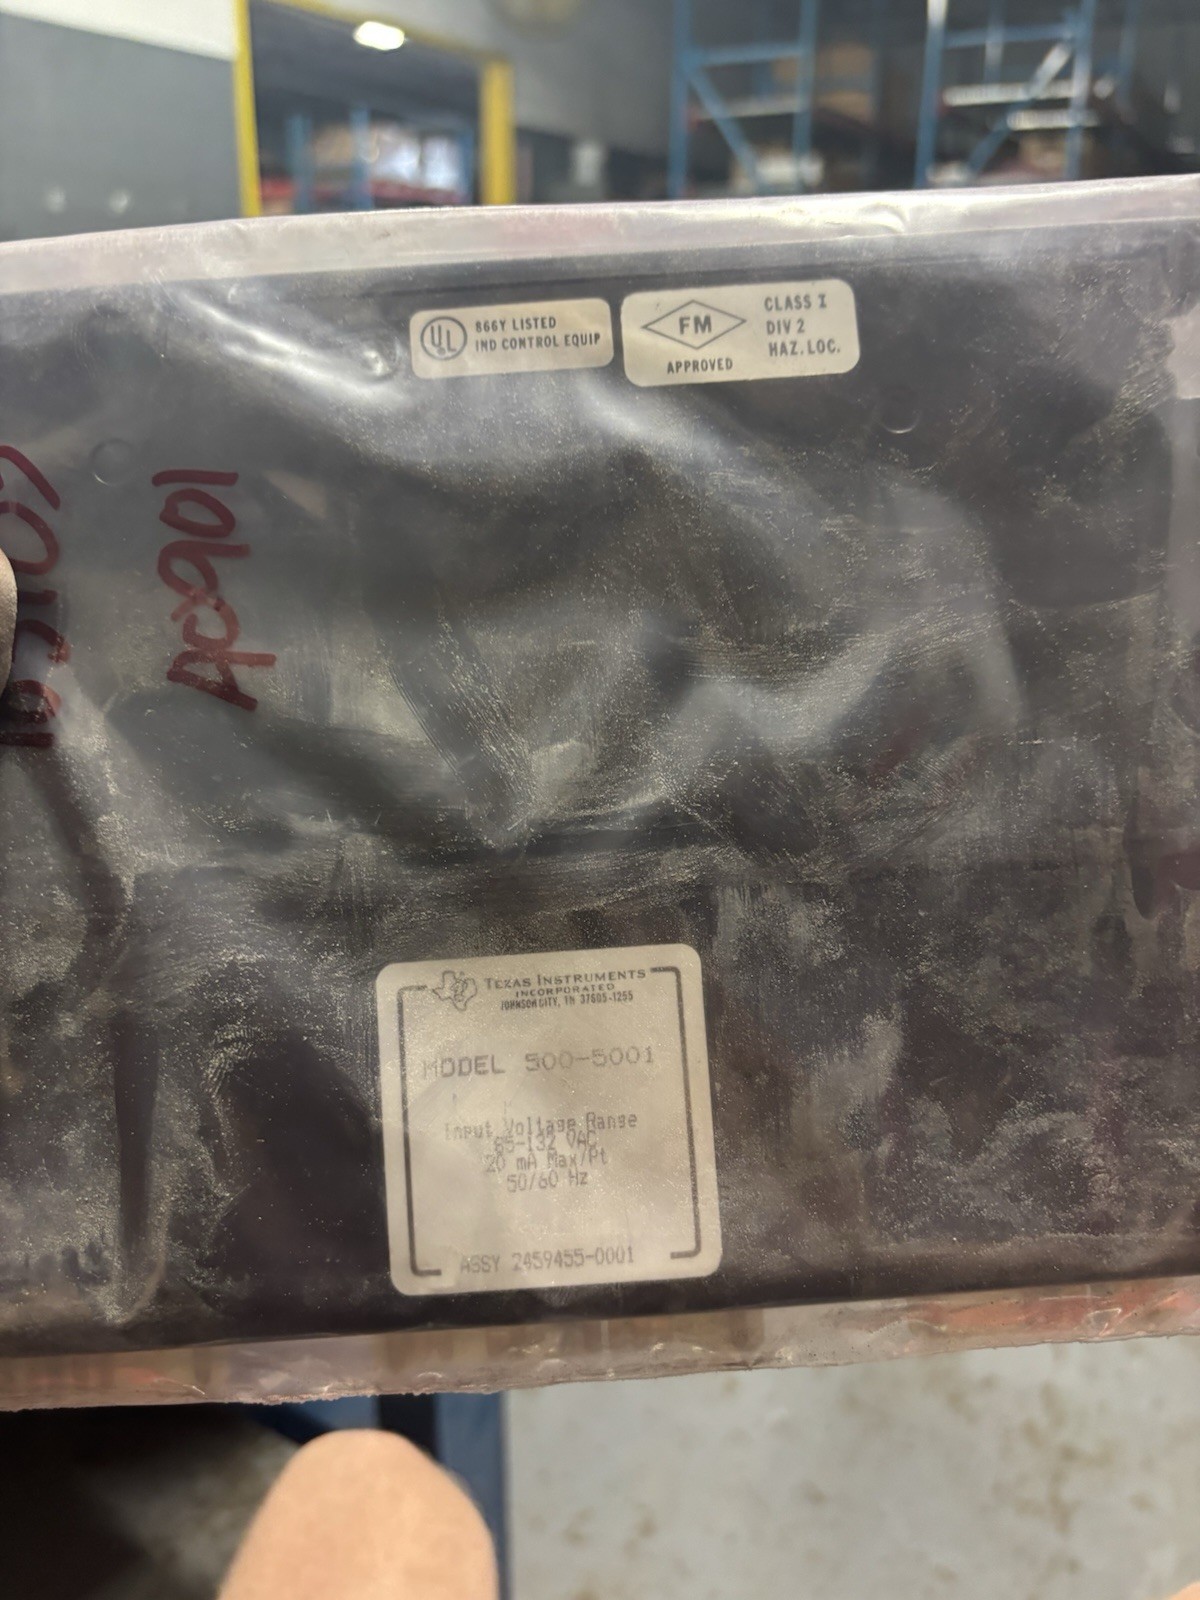 UL
866Y LISTED
IND CONTROL EQUIP
FM
APPROVED
CLASS I
DIV 2
HAZ. LOC.
AC901
TEXAS INSTRUMENTS
INCORPORATED
JOHNSON CITY, TN 37605-1255
MODEL 500-5001
Input Voltage Range
85-132 VAC
20 mA Max/Pt
50/60 Hz
ASSY 2459455-0001